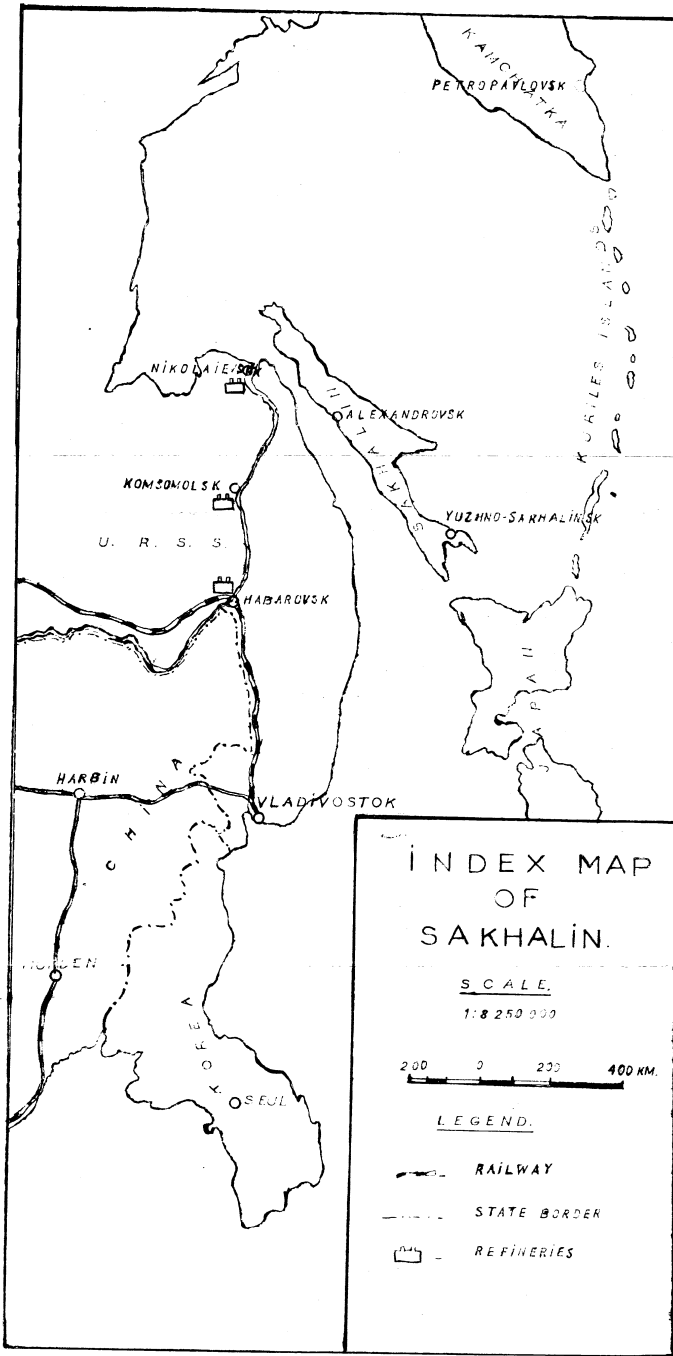 KAMCHATKA
PETROPAVLOVSK
KURILES ISLANDS
NIKOLAIEVSK
ALEXANDROVSK
SAKHALIN
KOMSOMOLSK
YUZHNO-SAKHALINSK
U. R. S. S.
HABAROVSK
JAPAN
HARBIN
CHINA
VLADIVOSTOK
KOREA
SEUL
INDEX MAP
OF
SAKHALIN.
SCALE.
1:8 250 000
200 0 200 400 KM.
LEGEND.
RAILWAY
STATE BORDER
REFINERIES